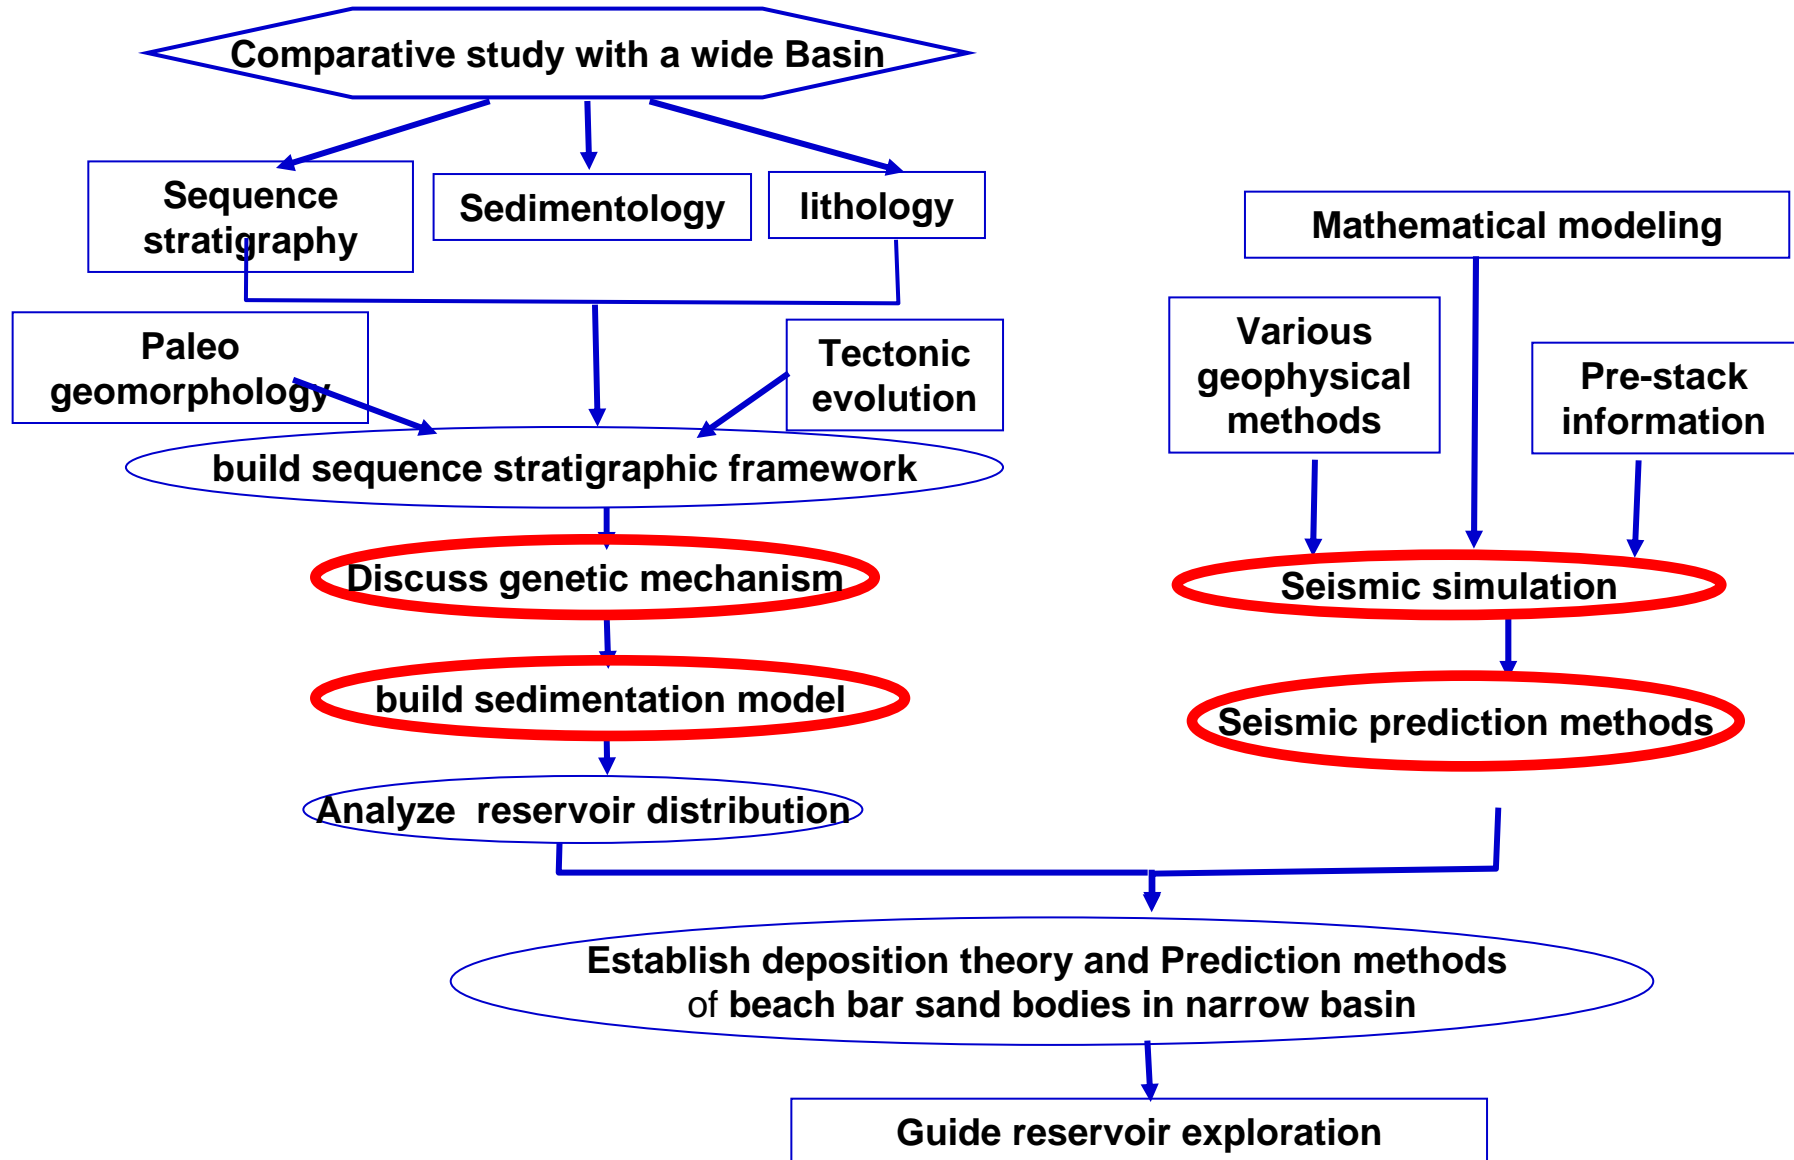 Comparative study with a wide Basin
Sequence
stratigraphy
Sedimentology
lithology
Mathematical modeling
Paleo
geomorphology
Tectonic
evolution
Various
geophysical
methods
Pre-stack
information
build sequence stratigraphic framework
Discuss genetic mechanism
Seismic simulation
build sedimentation model
Seismic prediction methods
Analyze reservoir distribution
Establish deposition theory and Prediction methods
of beach bar sand bodies in narrow basin
Guide reservoir exploration